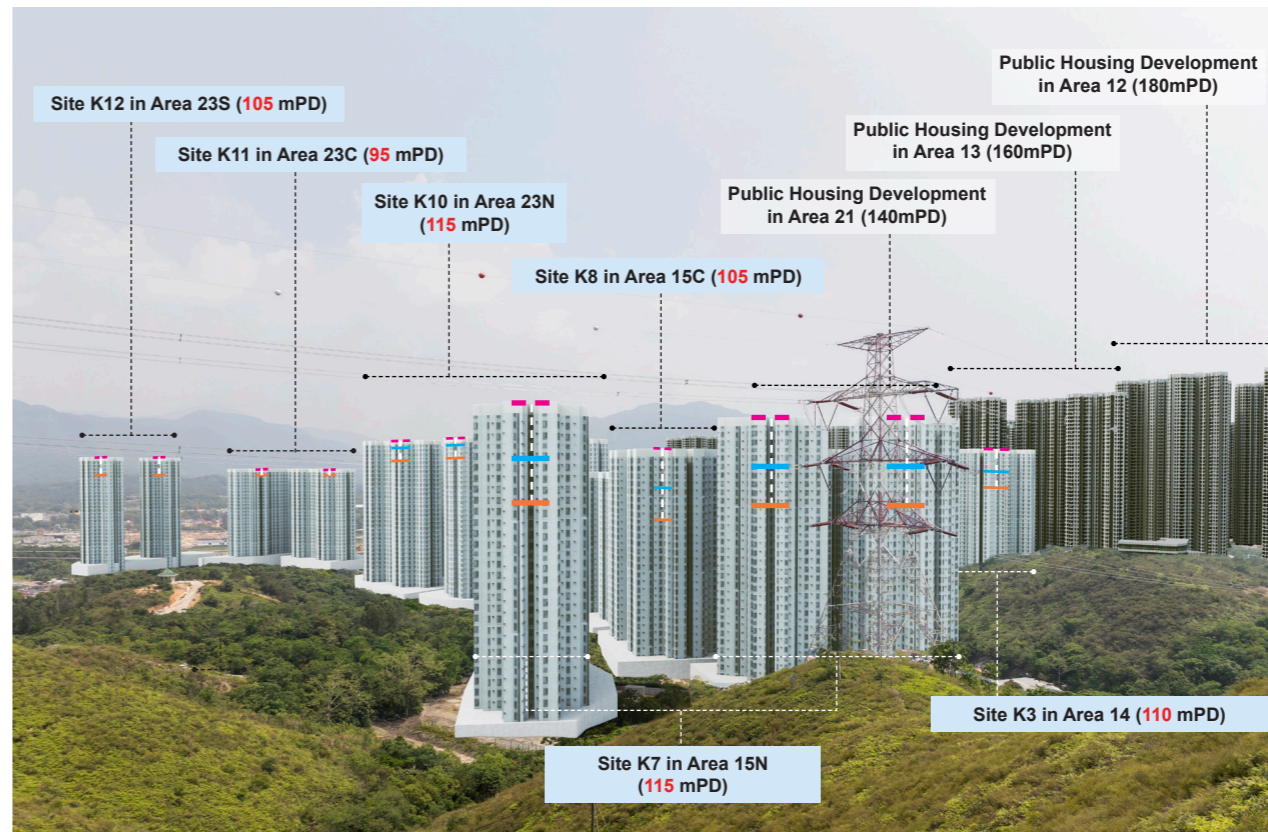 Public Housing Development
in Area 12 (180mPD)
Site K12 in Area 23S (105 mPD)
Public Housing Development
in Area 13 (160mPD)
Site K11 in Area 23C (95 mPD)
Public Housing Development
in Area 21 (140mPD)
Site K10 in Area 23N
(115 mPD)
Site K8 in Area 15C (105 mPD)
Site K3 in Area 14 (110 mPD)
Site K7 in Area 15N
(115 mPD)